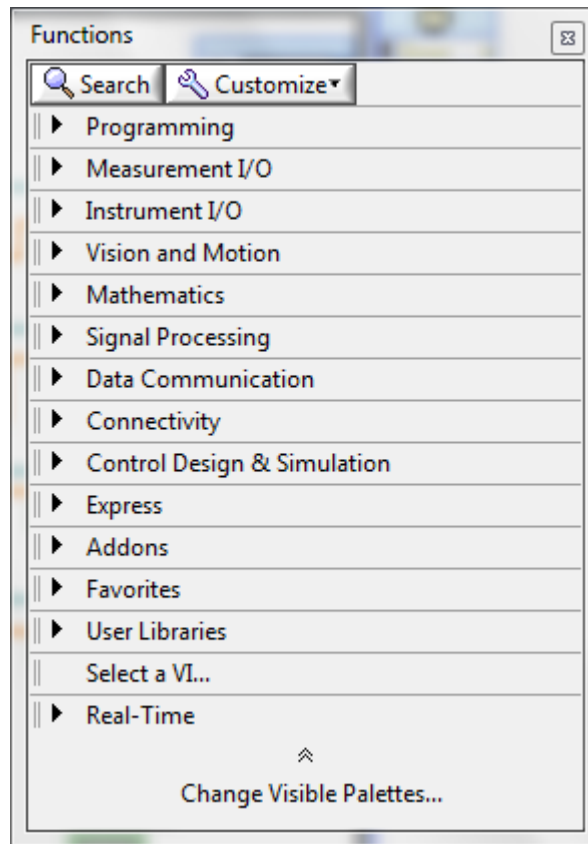 Functions
Search Customize
Programming
Measurement I/O
Instrument I/O
Vision and Motion
Mathematics
Signal Processing
Data Communication
Connectivity
Control Design & Simulation
Express
Addons
Favorites
User Libraries
Select a VI...
Real-Time
Change Visible Palettes...